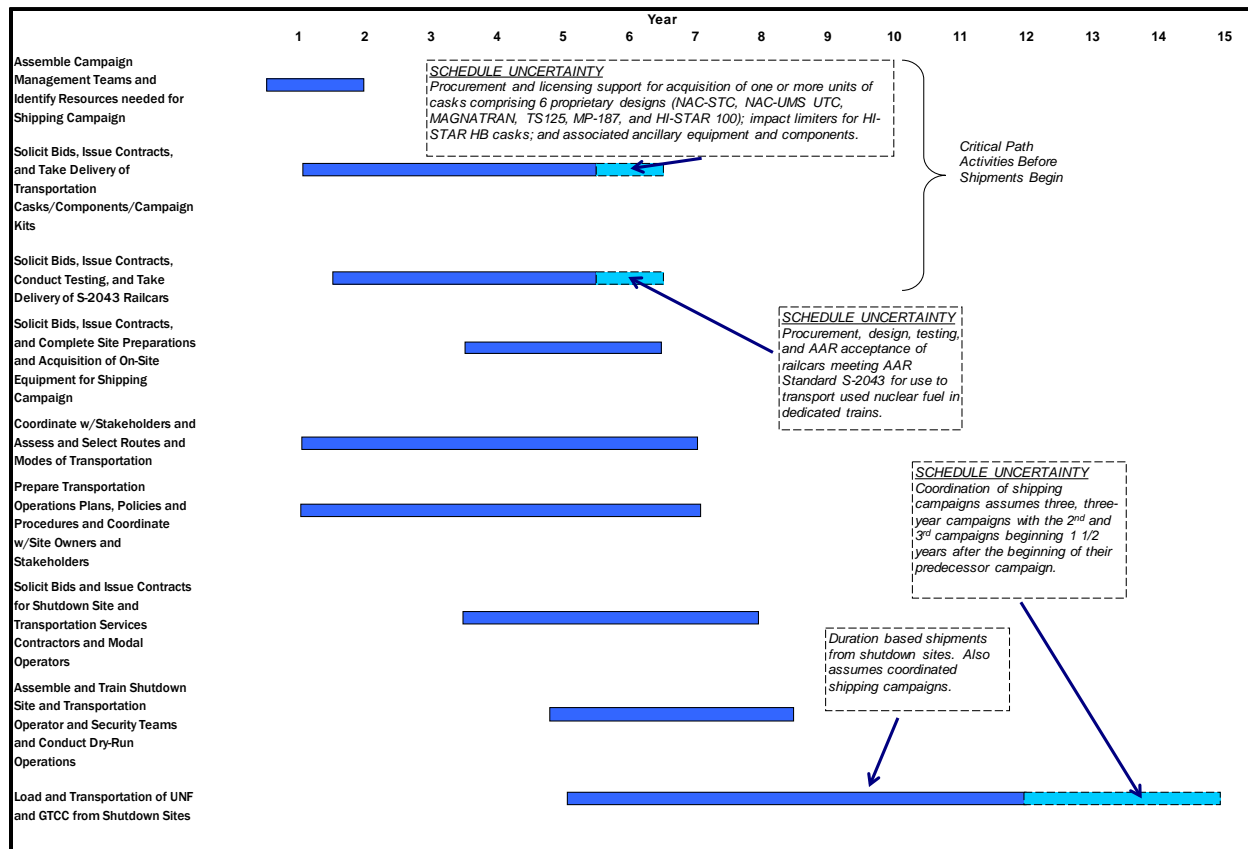 Year
1 2 3 4 5 6 7 8 9 10 11 12 13 14 15
Assemble Campaign
Management Teams and
Identify Resources needed for
Shipping Campaign
SCHEDULE UNCERTAINTY
Procurement and licensing support for acquisition of one or more units of
casks comprising 6 proprietary designs (NAC-STC, NAC-UMS UTC,
MAGNATRAN, TS125, MP-187, and HI-STAR 100); impact limiters for HI-
STAR HB casks; and associated ancillary equipment and components.
Critical Path
Activities Before
Shipments Begin
Solicit Bids, Issue Contracts,
and Take Delivery of
Transportation
Casks/Components/Campaign
Kits
Solicit Bids, Issue Contracts,
Conduct Testing, and Take
Delivery of S-2043 Railcars
SCHEDULE UNCERTAINTY
Procurement, design, testing,
and AAR acceptance of
railcars meeting AAR
Standard S-2043 for use to
transport used nuclear fuel in
dedicated trains.
Solicit Bids, Issue Contracts,
and Complete Site Preparations
and Acquisition of On-Site
Equipment for Shipping
Campaign
Coordinate w/Stakeholders and
Assess and Select Routes and
Modes of Transportation
SCHEDULE UNCERTAINTY
Coordination of shipping
campaigns assumes three, three-
year campaigns with the 2nd and
3rd campaigns beginning 1 1/2
years after the beginning of their
predecessor campaign.
Prepare Transportation
Operations Plans, Policies and
Procedures and Coordinate
w/Site Owners and
Stakeholders
Solicit Bids and Issue Contracts
for Shutdown Site and
Transportation Services
Contractors and Modal
Operators
Duration based shipments
from shutdown sites. Also
assumes coordinated
shipping campaigns.
Assemble and Train Shutdown
Site and Transportation
Operator and Security Teams
and Conduct Dry-Run
Operations
Load and Transportation of UNF
and GTCC from Shutdown Sites